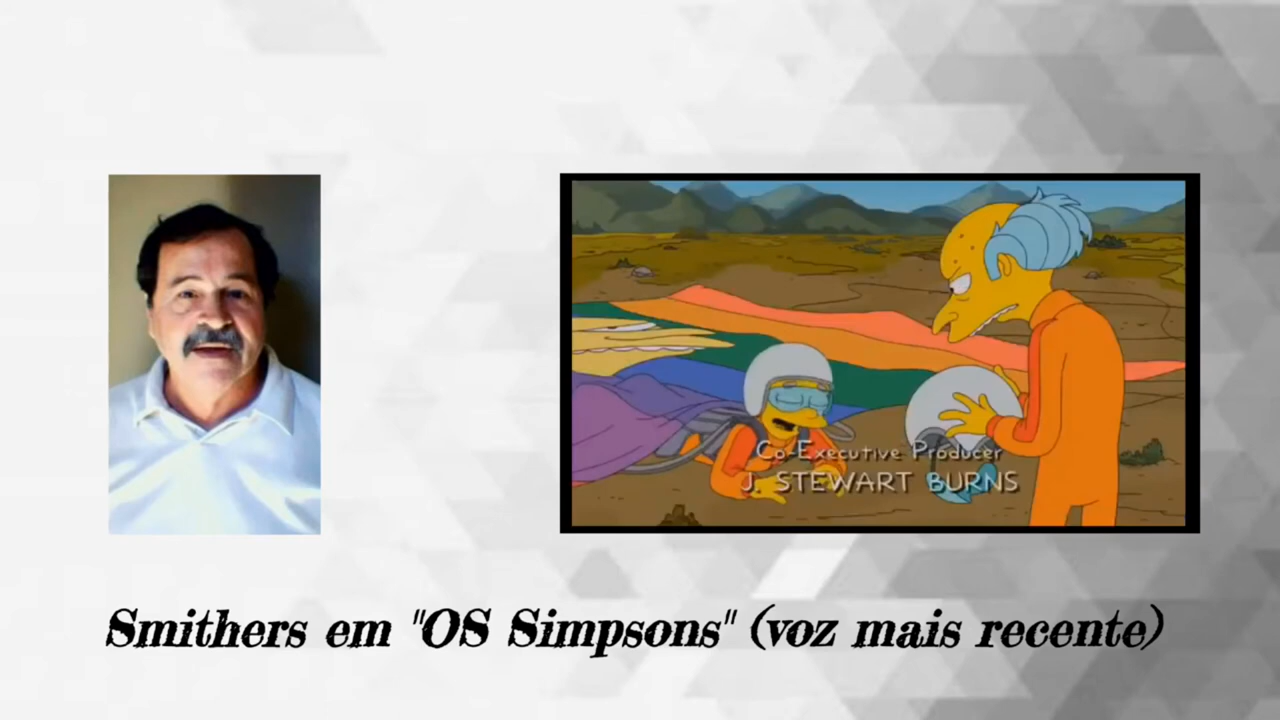 Co-Executive Producer
J. STEWART BURNS
Smithers em "OS Simpsons" (voz mais recente)